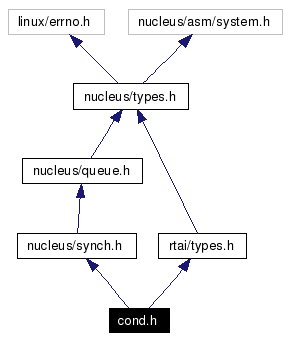 linux/errno.h
nucleus/asm/system.h
nucleus/types.h
nucleus/queue.h
nucleus/synch.h
rtai/types.h
cond.h